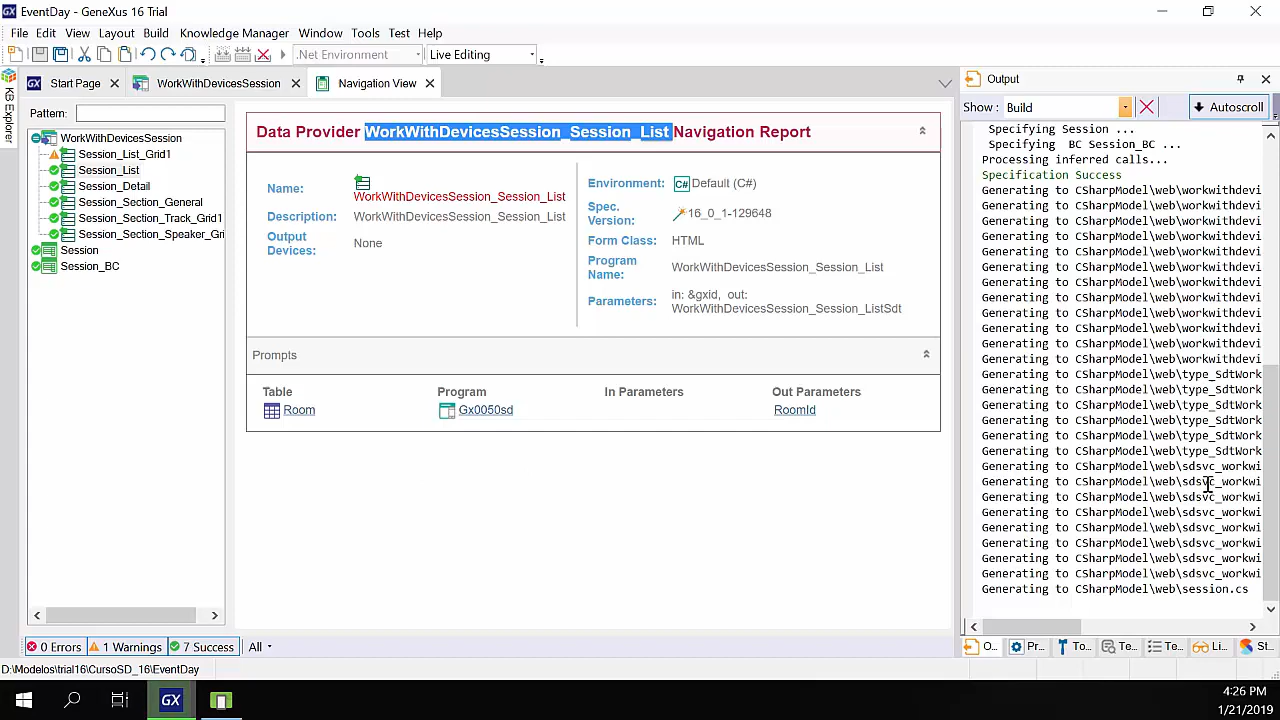 EventDay - GeneXus 16 Trial
File Edit View Layout Build Knowledge Manager Window Tools Test Help
.Net Environment Live Editing
Start Page WorkWithDevicesSession Navigation View Output
KB Explorer
Pattern: Show : Build Autoscroll
WorkWithDevicesSession
Session_List_Grid1
Session_List
Session_Detail
Session_Section_General
Session_Section_Track_Grid1
Session_Section_Speaker_Gri
Session
Session_BC
Data Provider WorkWithDevicesSession_Session_List Navigation Report
Name: WorkWithDevicesSession_Session_List
Description: WorkWithDevicesSession_Session_List
Output Devices: None
Environment: Default (C#)
Spec. Version: 16_0_1-129648
Form Class: HTML
Program Name: WorkWithDevicesSession_Session_List
Parameters: in: &gxid, out:
WorkWithDevicesSession_Session_ListSdt
Prompts
Table Program In Parameters Out Parameters
Room Gx0050sd RoomId
Specifying Session ...
Specifying BC Session_BC ...
Processing inferred calls...
Specification Success
Generating to CSharpModel\web\workwithdevi
Generating to CSharpModel\web\workwithdevi
Generating to CSharpModel\web\workwithdevi
Generating to CSharpModel\web\workwithdevi
Generating to CSharpModel\web\workwithdevi
Generating to CSharpModel\web\workwithdevi
Generating to CSharpModel\web\workwithdevi
Generating to CSharpModel\web\workwithdevi
Generating to CSharpModel\web\workwithdevi
Generating to CSharpModel\web\workwithdevi
Generating to CSharpModel\web\workwithdevi
Generating to CSharpModel\web\workwithdevi
Generating to CSharpModel\web\type_SdtWork
Generating to CSharpModel\web\type_SdtWork
Generating to CSharpModel\web\type_SdtWork
Generating to CSharpModel\web\type_SdtWork
Generating to CSharpModel\web\type_SdtWork
Generating to CSharpModel\web\type_SdtWork
Generating to CSharpModel\web\sdsvc_workwi
Generating to CSharpModel\web\sdsvc_workwi
Generating to CSharpModel\web\sdsvc_workwi
Generating to CSharpModel\web\sdsvc_workwi
Generating to CSharpModel\web\sdsvc_workwi
Generating to CSharpModel\web\sdsvc_workwi
Generating to CSharpModel\web\sdsvc_workwi
Generating to CSharpModel\web\sdsvc_workwi
Generating to CSharpModel\web\session.cs
0 Errors 1 Warnings 7 Success All
O... Pr... To... Te... Te... Li... St...
D:\Modelos\trial16\CursoSD_16\EventDay
GX
4:26 PM
1/21/2019